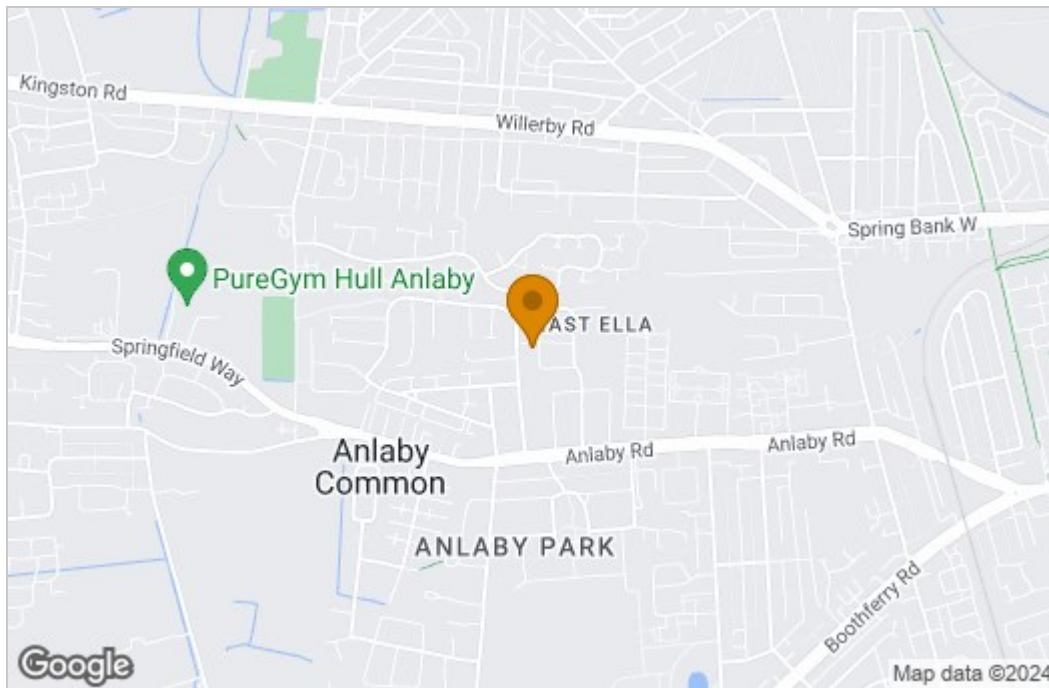 Kingston Rd
Willerby Rd
Spring Bank W
PureGym Hull Anlaby
AST ELLA
Springfield Way
Anlaby
Common
Anlaby Rd
Anlaby Rd
ANLABY PARK
Boothferry Rd
Google
Map data ©2024